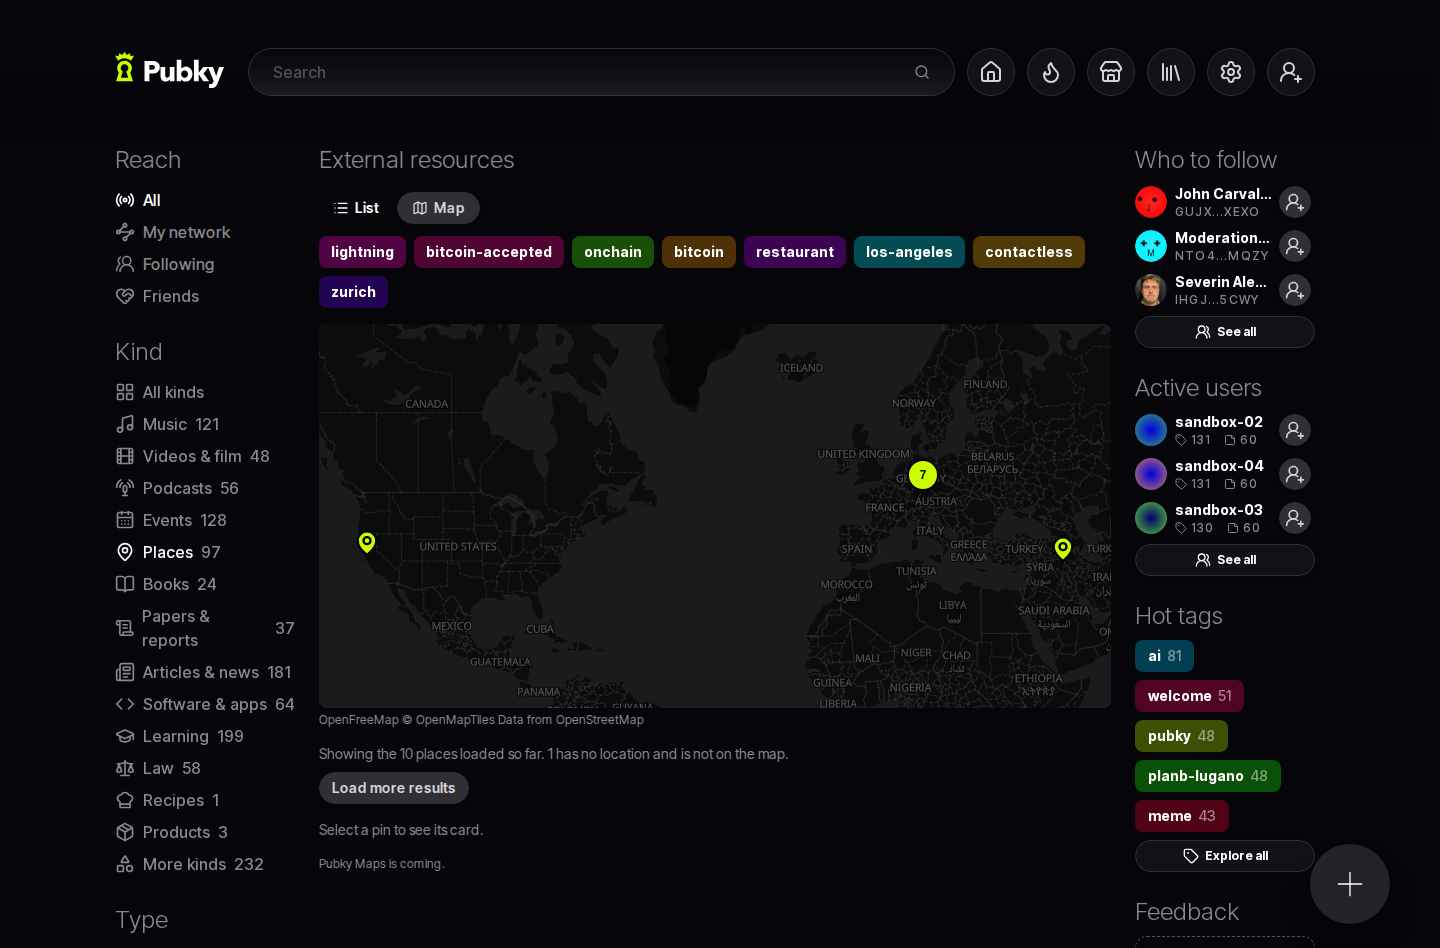 Pubky
Search
Reach
All
My network
Following
Friends
Kind
All kinds
Music 121
Videos & film 48
Podcasts 56
Events 128
Places 97
Books 24
Papers & reports 37
Articles & news 181
Software & apps 64
Learning 199
Law 58
Recipes 1
Products 3
More kinds 232
Type
External resources
List
Map
lightning
bitcoin-accepted
onchain
bitcoin
restaurant
los-angeles
contactless
zurich
ICELAND
FINLAND
CANADA
NORWAY
UNITED KINGDOM
BELARUS
БЕЛАРУСЬ
7
AUSTRIA
FRANCE
ITALY
UNITED STATES
SPAIN
GREECE
ΕΛΛΑΔΑ
TURKEY
SYRIA
سوريا
TUNISIA
تونس
MOROCCO
المغرب
LIBYA
ليبيا
SAUDI ARABIA
السعودية
MEXICO
CUBA
GUATEMALA
MALI
NIGER
CHAD
تشاد
PANAMA
GUINEA
NIGERIA
ETHIOPIA
LIBERIA
OpenFreeMap © OpenMapTiles Data from OpenStreetMap
Showing the 10 places loaded so far. 1 has no location and is not on the map.
Load more results
Select a pin to see its card.
Pubky Maps is coming.
Who to follow
John Carval...
GUJX...XEXO
Moderation...
NTO4...MQZY
Severin Ale...
IHGJ...5CWY
See all
Active users
sandbox-02
131 60
sandbox-04
131 60
sandbox-03
130 60
See all
Hot tags
ai 81
welcome 51
pubky 48
planb-lugano 48
meme 43
Explore all
Feedback